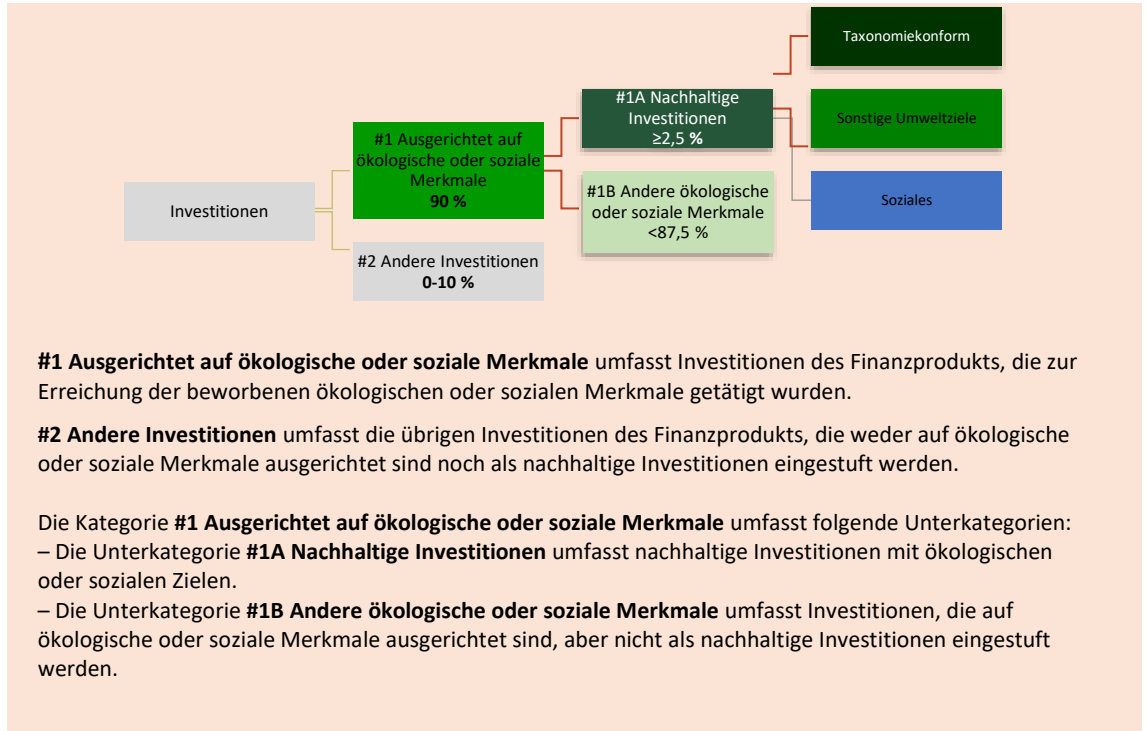 Taxonomiekonform
#1A Nachhaltige
Investitionen
≥2,5 %
Sonstige Umweltziele
#1 Ausgerichtet auf
ökologische oder soziale
Merkmale
90 %
#1B Andere ökologische
oder soziale Merkmale
<87,5 %
Soziales
Investitionen
#2 Andere Investitionen
0-10 %
#1 Ausgerichtet auf ökologische oder soziale Merkmale umfasst Investitionen des Finanzprodukts, die zur
Erreichung der beworbenen ökologischen oder sozialen Merkmale getätigt wurden.
#2 Andere Investitionen umfasst die übrigen Investitionen des Finanzprodukts, die weder auf ökologische
oder soziale Merkmale ausgerichtet sind noch als nachhaltige Investitionen eingestuft werden.
Die Kategorie #1 Ausgerichtet auf ökologische oder soziale Merkmale umfasst folgende Unterkategorien:
– Die Unterkategorie #1A Nachhaltige Investitionen umfasst nachhaltige Investitionen mit ökologischen
oder sozialen Zielen.
– Die Unterkategorie #1B Andere ökologische oder soziale Merkmale umfasst Investitionen, die auf
ökologische oder soziale Merkmale ausgerichtet sind, aber nicht als nachhaltige Investitionen eingestuft
werden.